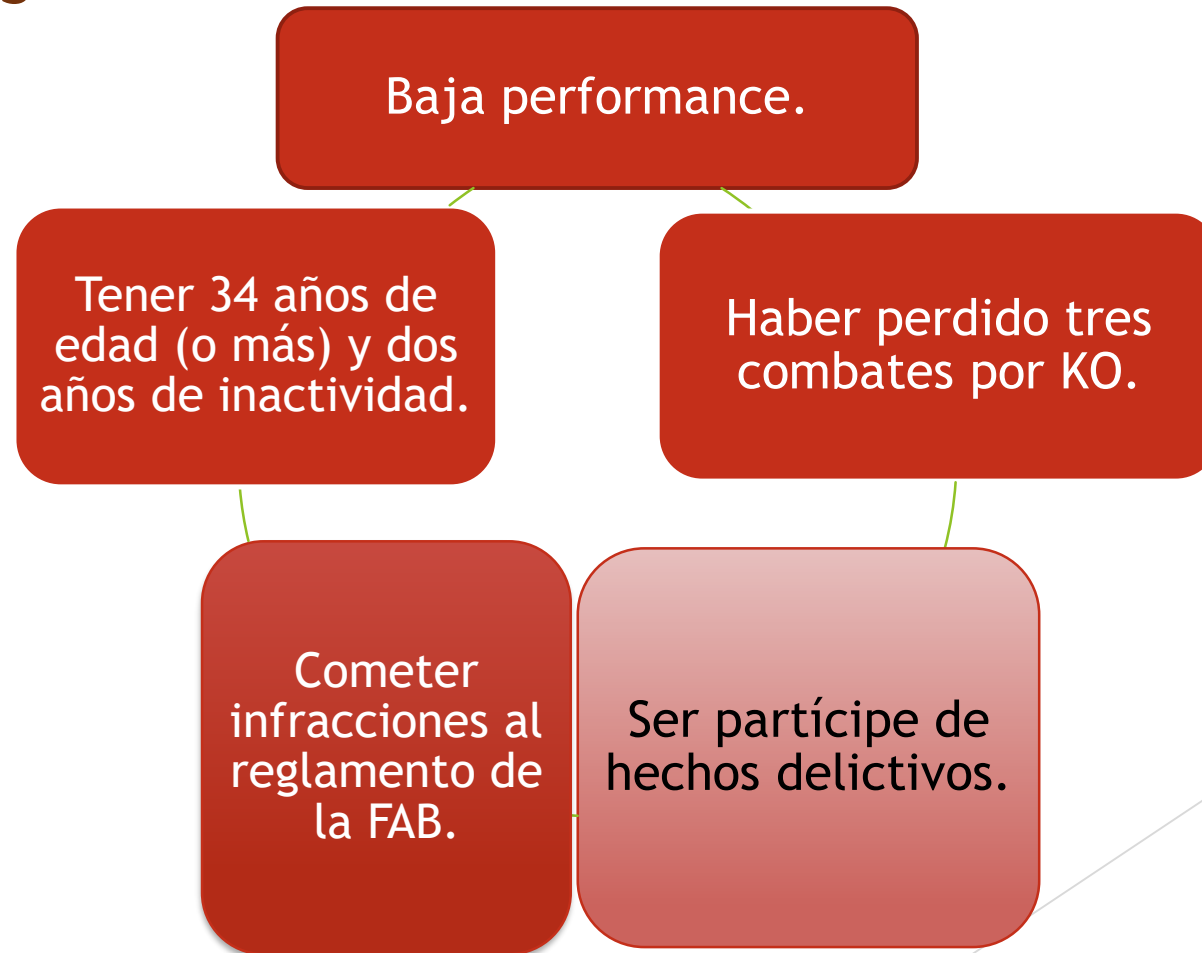 Baja performance.
Tener 34 años de
edad (o más) y dos
años de inactividad.
Haber perdido tres
combates por KO.
Cometer
infracciones al
reglamento de
la FAB.
Ser partícipe de
hechos delictivos.